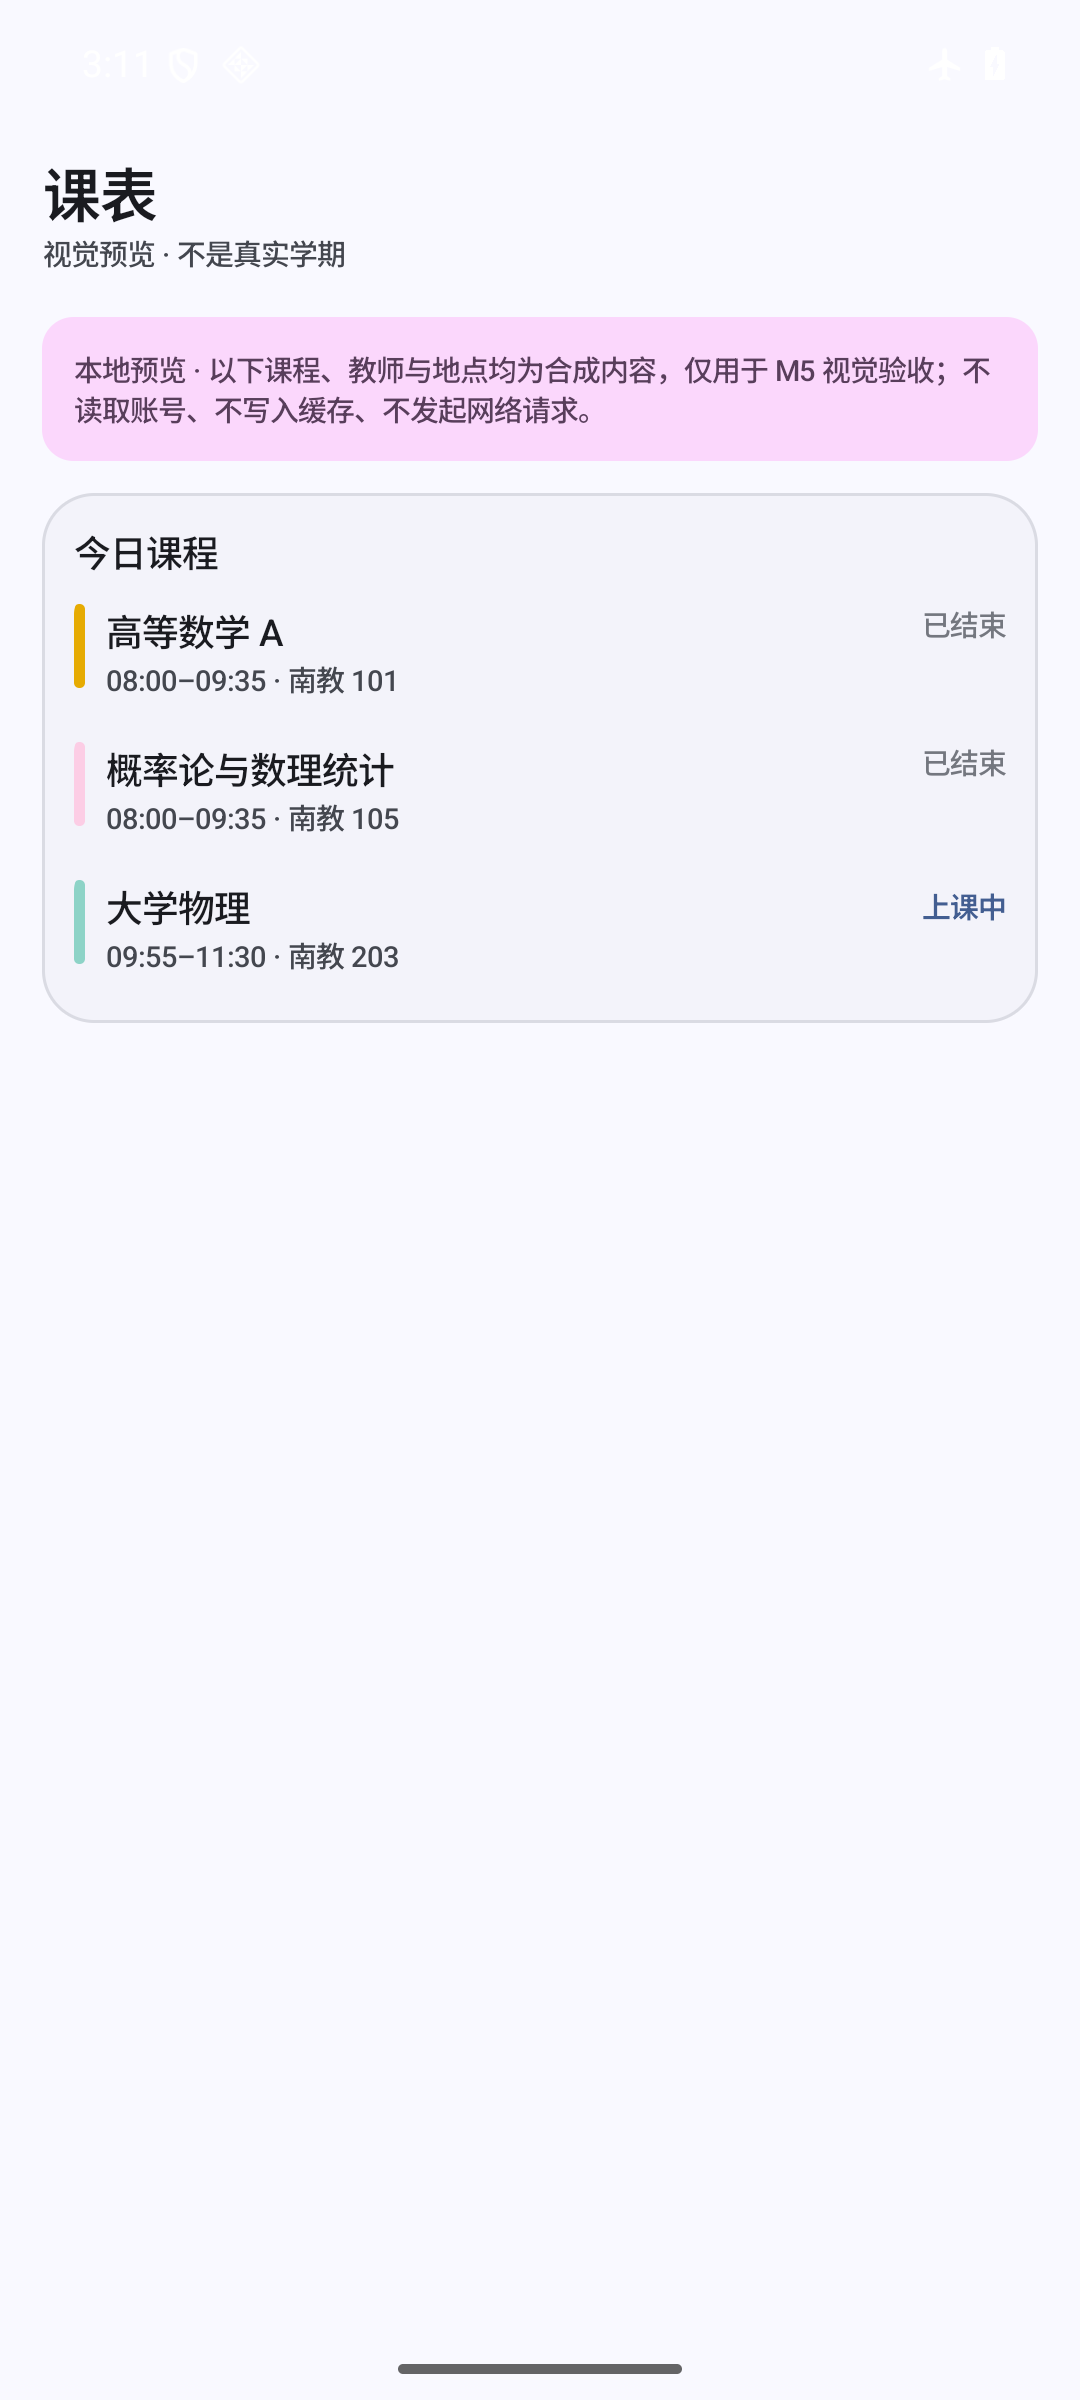 3:11
课表
视觉预览 · 不是真实学期
本地预览 · 以下课程、教师与地点均为合成内容，仅用于 M5 视觉验收；不
读取账号、不写入缓存、不发起网络请求。
今日课程
高等数学 A
已结束
08:00–09:35 · 南教 101
概率论与数理统计
已结束
08:00–09:35 · 南教 105
大学物理
上课中
09:55–11:30 · 南教 203